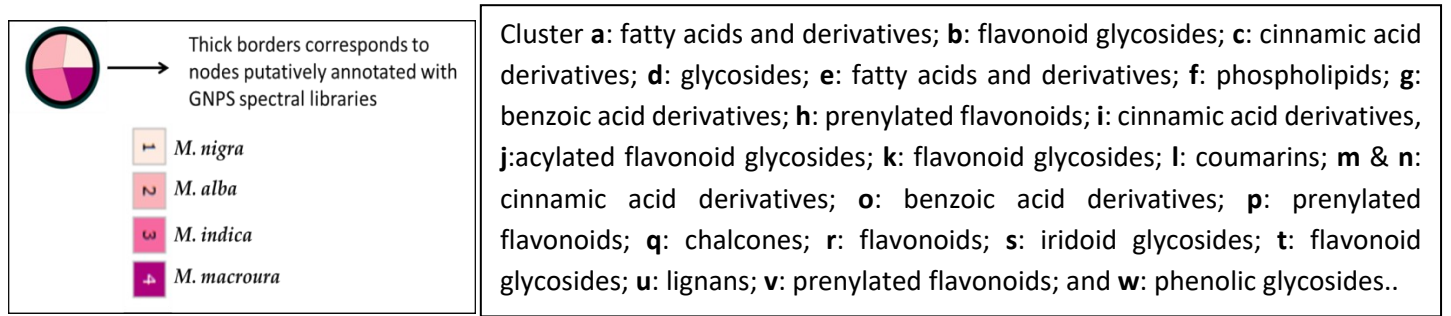 Thick borders corresponds to
nodes putatively annotated with
GNPS spectral libraries
1 M. nigra
2 M. alba
3 M. indica
4 M. macroura
Cluster a: fatty acids and derivatives; b: flavonoid glycosides; c: cinnamic acid
derivatives; d: glycosides; e: fatty acids and derivatives; f: phospholipids; g:
benzoic acid derivatives; h: prenylated flavonoids; i: cinnamic acid derivatives,
j:acylated flavonoid glycosides; k: flavonoid glycosides; l: coumarins; m & n:
cinnamic acid derivatives; o: benzoic acid derivatives; p: prenylated
flavonoids; q: chalcones; r: flavonoids; s: iridoid glycosides; t: flavonoid
glycosides; u: lignans; v: prenylated flavonoids; and w: phenolic glycosides..